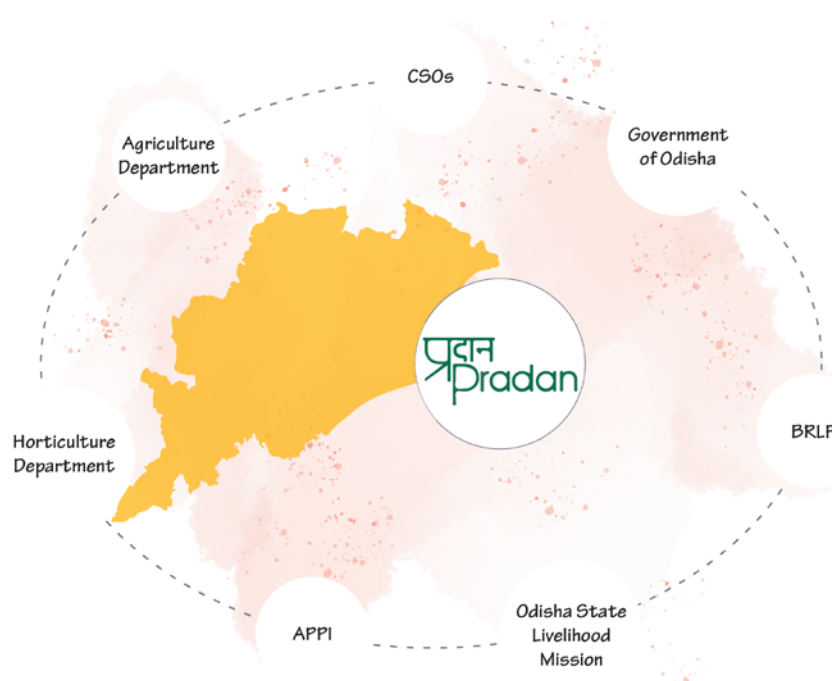 CSOs
Government
of Odisha
Agriculture
Department
प्रदान
Pradan
BRLF
Horticulture
Department
APPI
Odisha State
Livelihood
Mission